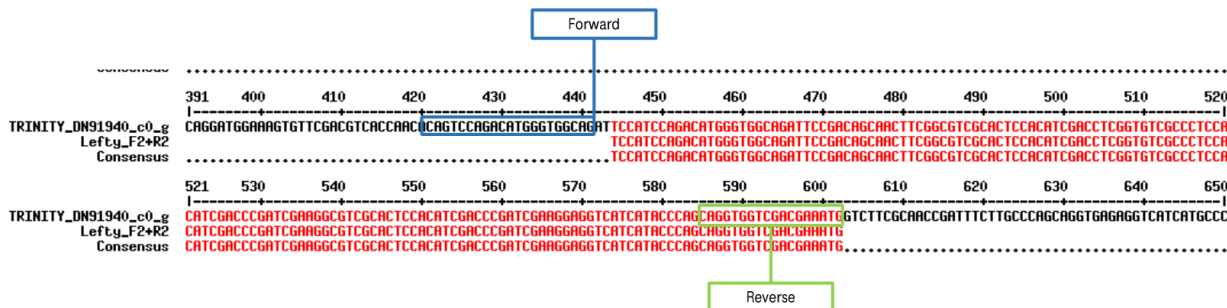 Forward
consensus
391 400 410 420 430 440 450 460 470 480 490 500 510 520
TRINITY_DN91940_c0_g CAGGATGGAAAGTGTTCGACGTCACCAACACAGTCCAGACATGGGTGGCAGATTCCATCCAGACATGGGTGGCAGATTCCGACAGCAACTTCGGCGTCGCACTCCACATCGACCTCGGTGTCGCCCTCCA
Lefty_F2+R2 TCCATCCAGACATGGGTGGCAGATTCCGACAGCAACTTCGGCGTCGCACTCCACATCGACCTCGGTGTCGCCCTCCA
Consensus .....................................................TCCATCCAGACATGGGTGGCAGATTCCGACAGCAACTTCGGCGTCGCACTCCACATCGACCTCGGTGTCGCCCTCCA
521 530 540 550 560 570 580 590 600 610 620 630 640 650
TRINITY_DN91940_c0_g CATCGACCCGATCGAAGGCGTCGCACTCCACATCGACCCGATCGAAGGAGGTCATCATACCCAGCAGGTGGTCGACGAAATGGTCTTCGCAACCGATTTCTTGCCCAGCAGGTGAGAGGTCATCATGCCC
Lefty_F2+R2 CATCGACCCGATCGAAGGCGTCGCACTCCACATCGACCCGATCGAAGGAGGTCATCATACCCAGCAGGTGGTCGACGAAATG
Consensus CATCGACCCGATCGAAGGCGTCGCACTCCACATCGACCCGATCGAAGGAGGTCATCATACCCAGCAGGTGGTCGACGAAATG................................................
Reverse